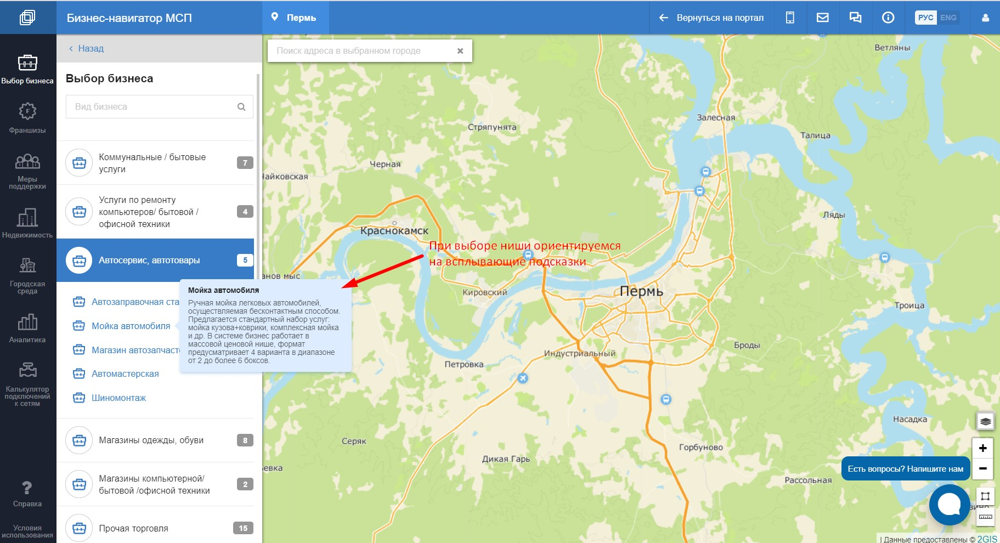 Бизнес-навигатор МСП
Пермь
Вернуться на портал
РУС ENG
Выбор бизнеса
Франшизы
Меры
поддержки
Недвижимость
Городская
среда
Аналитика
Калькулятор
подключений
к сетям
?
Справка
Условия
использования
‹ Назад
Выбор бизнеса
Вид бизнеса
Коммунальные / бытовые
услуги
7
Услуги по ремонту
компьютеров/ бытовой /
офисной техники
4
Автосервис, автотовары
5
Автозаправочная ста
Мойка автомобиля
Магазин автозапчаст
Автомастерская
Шиномонтаж
Магазины одежды, обуви
8
Магазины компьютерной/
бытовой /офисной техники
2
Прочая торговля
15
Мойка автомобиля
Ручная мойка легковых автомобилей,
осуществляемая бесконтактным способом.
Предлагается стандартный набор услуг:
мойка кузова+коврики, комплексная мойка
и др. В системе бизнес работает в
массовой ценовой нише, формат
предусматривает 4 варианта в диапазоне
от 2 до более 6 боксов.
Поиск адреса в выбранном городе
Ветляны
Залесная
Стряпунята
Талица
Черная
Чайковская
Ляды
Краснокамск
При выборе ниши ориентируемся
на всплывающие подсказки
анов мыс
Кировский
Пермь
Троица
Броды
Индустриальный
Петровка
Насадка
Серяк
Горбуново
Дикая Гарь
ьевка
Рассольная
+
−
Есть вопросы? Напишите нам
| Данные предоставлены © 2GIS